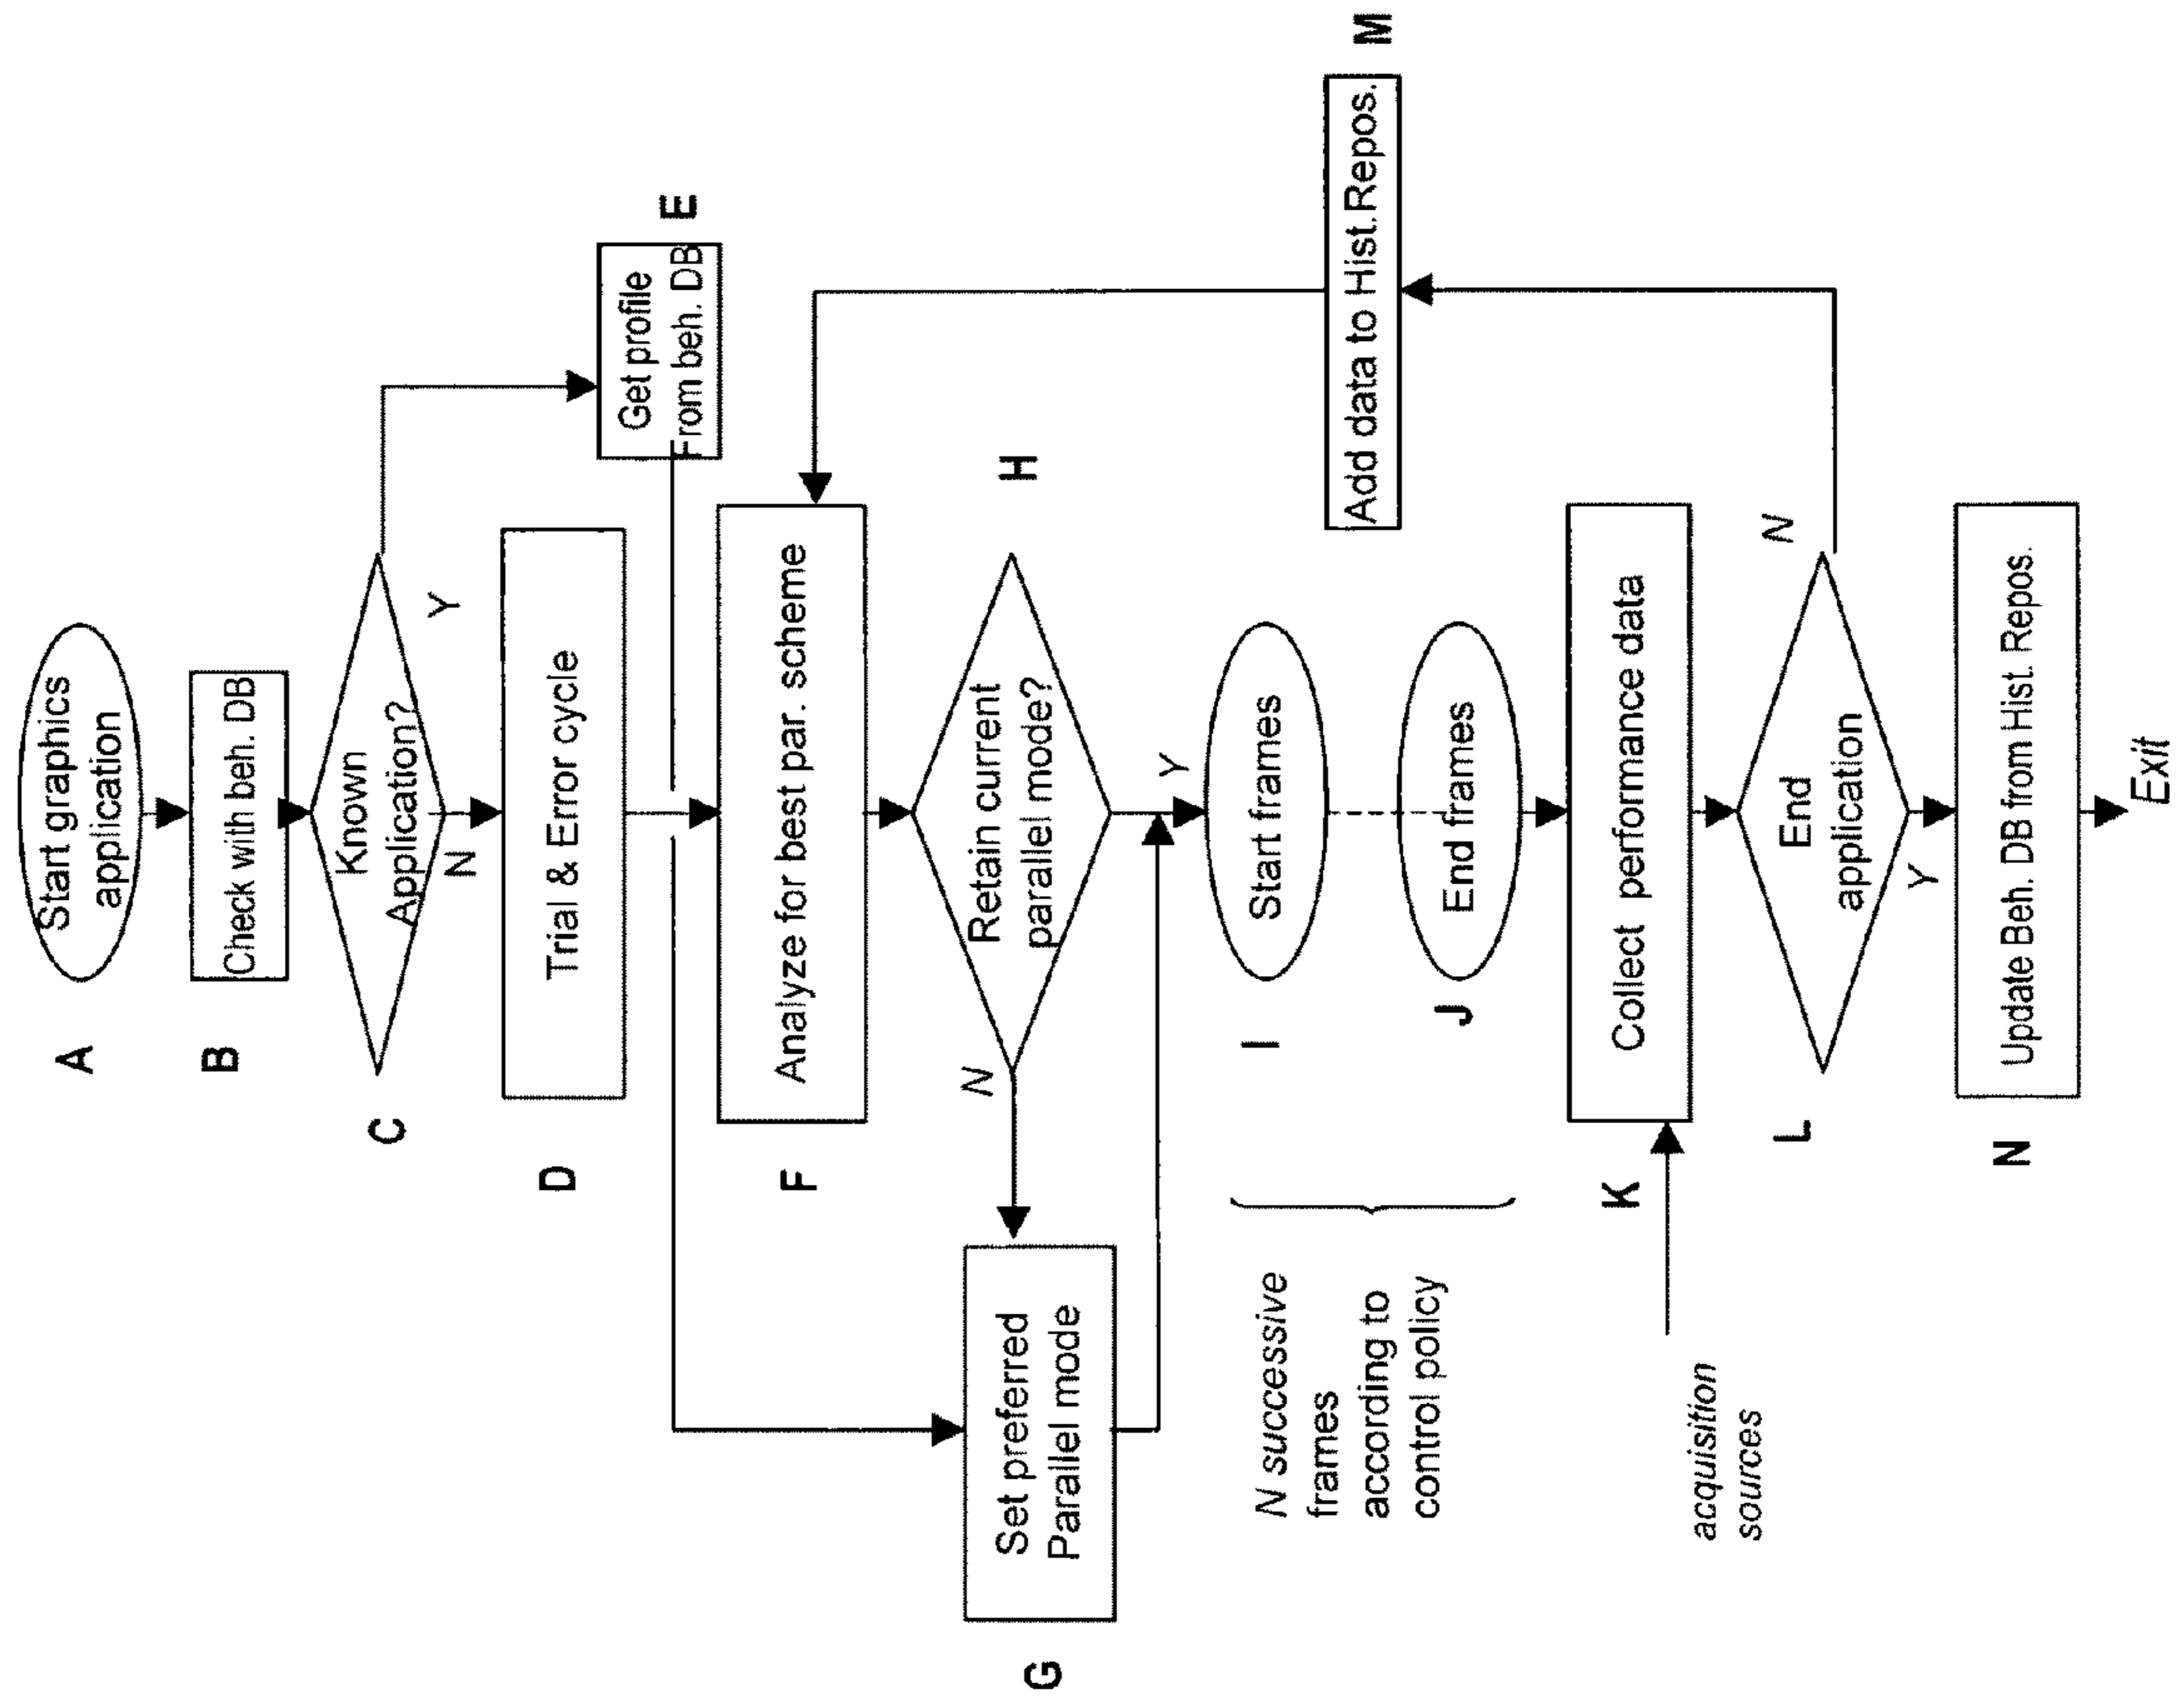 A
Start graphics
application
B
Check with beh. DB
C
Known
Application?
Y
N
D
Trial & Error cycle
E
Get profile
From beh. DB
F
Analyze for best par. scheme
H
Retain current
parallel mode?
N
Y
G
Set preferred
Parallel mode
I
Start frames
J
End frames
N successive
frames
according to
control policy
K
Collect performance data
acquisition
sources
L
End
application
N
Y
M
Add data to Hist.Repos.
N
Update Beh. DB from Hist. Repos.
Exit